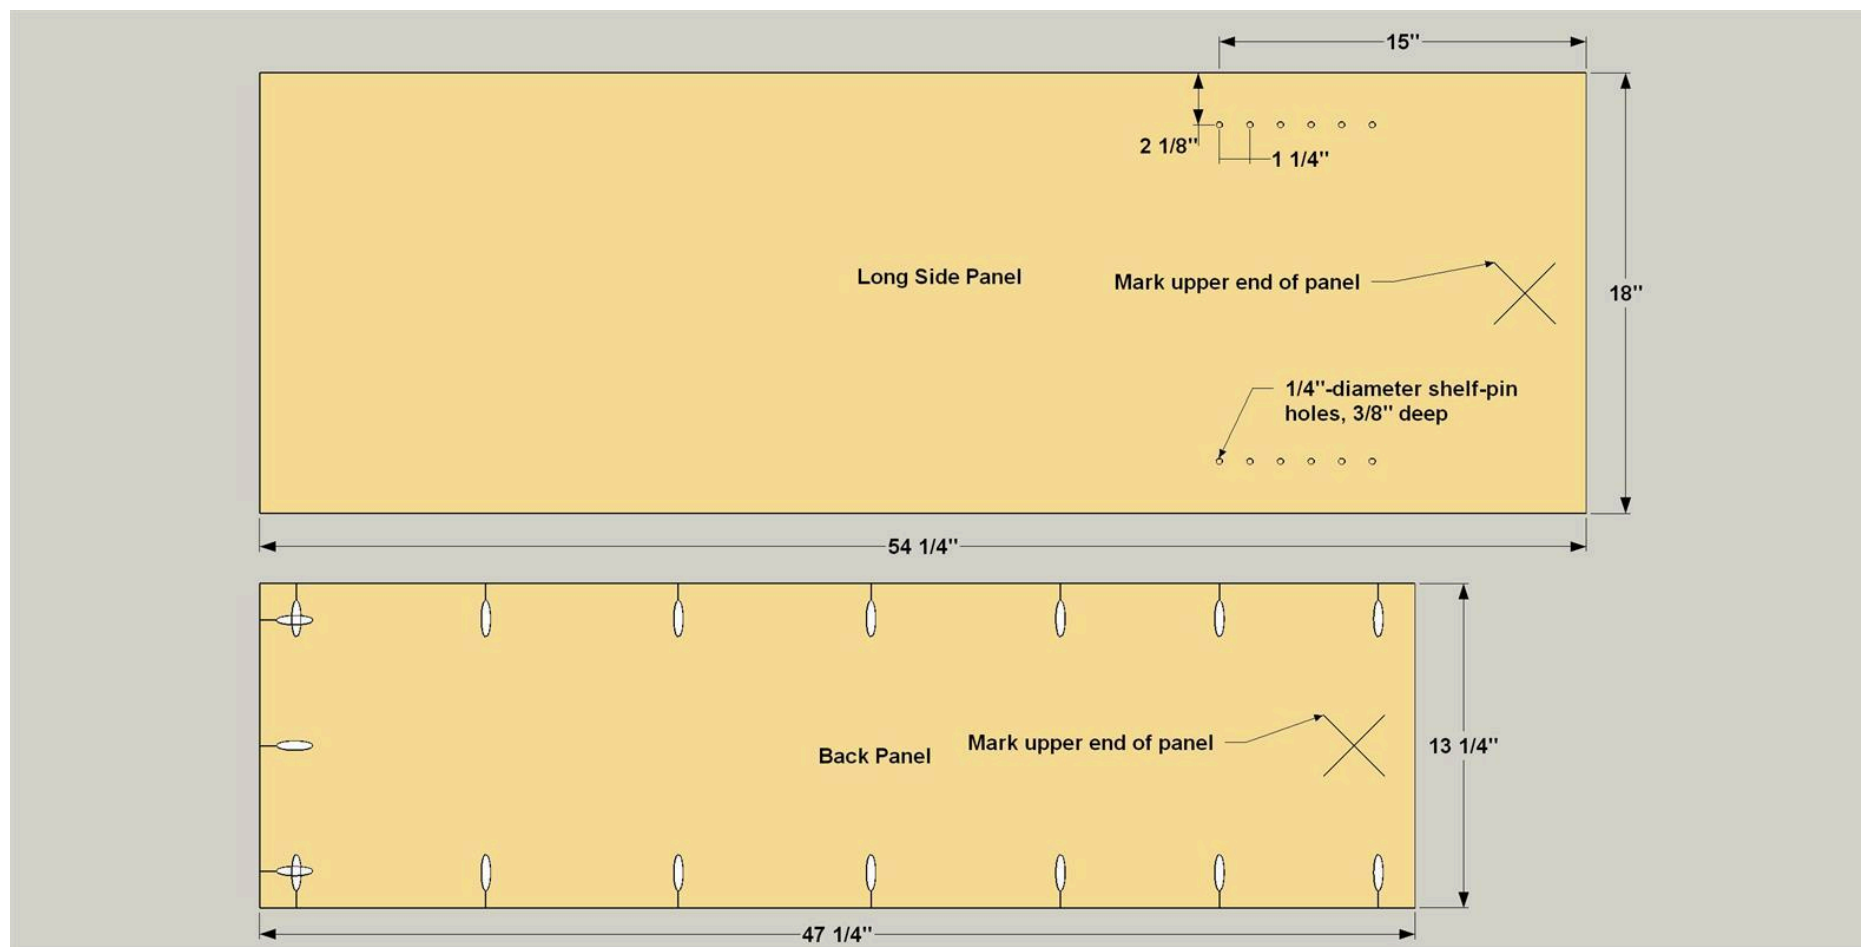 15"
2 1/8"
1 1/4"
Long Side Panel
Mark upper end of panel
18"
1/4"-diameter shelf-pin
holes, 3/8" deep
54 1/4"
Mark upper end of panel
13 1/4"
Back Panel
47 1/4"